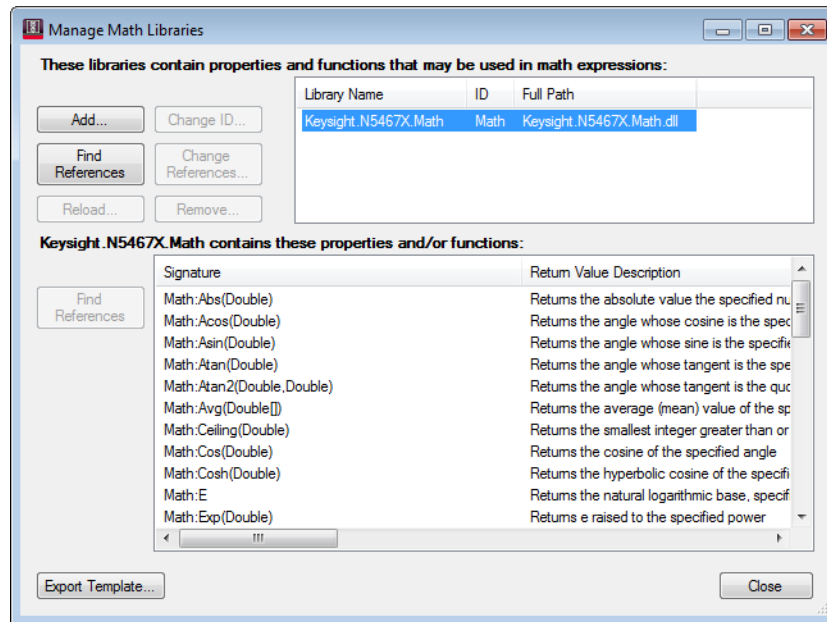 Manage Math Libraries
These libraries contain properties and functions that may be used in math expressions:
Add...
Change ID...
Find References
Change References...
Reload...
Remove...
Library Name ID Full Path
Keysight.N5467X.Math Math Keysight.N5467X.Math.dll
Keysight.N5467X.Math contains these properties and/or functions:
Find References
Signature Return Value Description
Math:Abs(Double) Returns the absolute value the specified nu
Math:Acos(Double) Returns the angle whose cosine is the spec
Math:Asin(Double) Returns the angle whose sine is the specifie
Math:Atan(Double) Returns the angle whose tangent is the spe
Math:Atan2(Double,Double) Returns the angle whose tangent is the quo
Math:Avg(Double[]) Returns the average (mean) value of the sp
Math:Ceiling(Double) Returns the smallest integer greater than or
Math:Cos(Double) Returns the cosine of the specified angle
Math:Cosh(Double) Returns the hyperbolic cosine of the specifi
Math:E Returns the natural logarithmic base, specif
Math:Exp(Double) Returns e raised to the specified power
Export Template...
Close